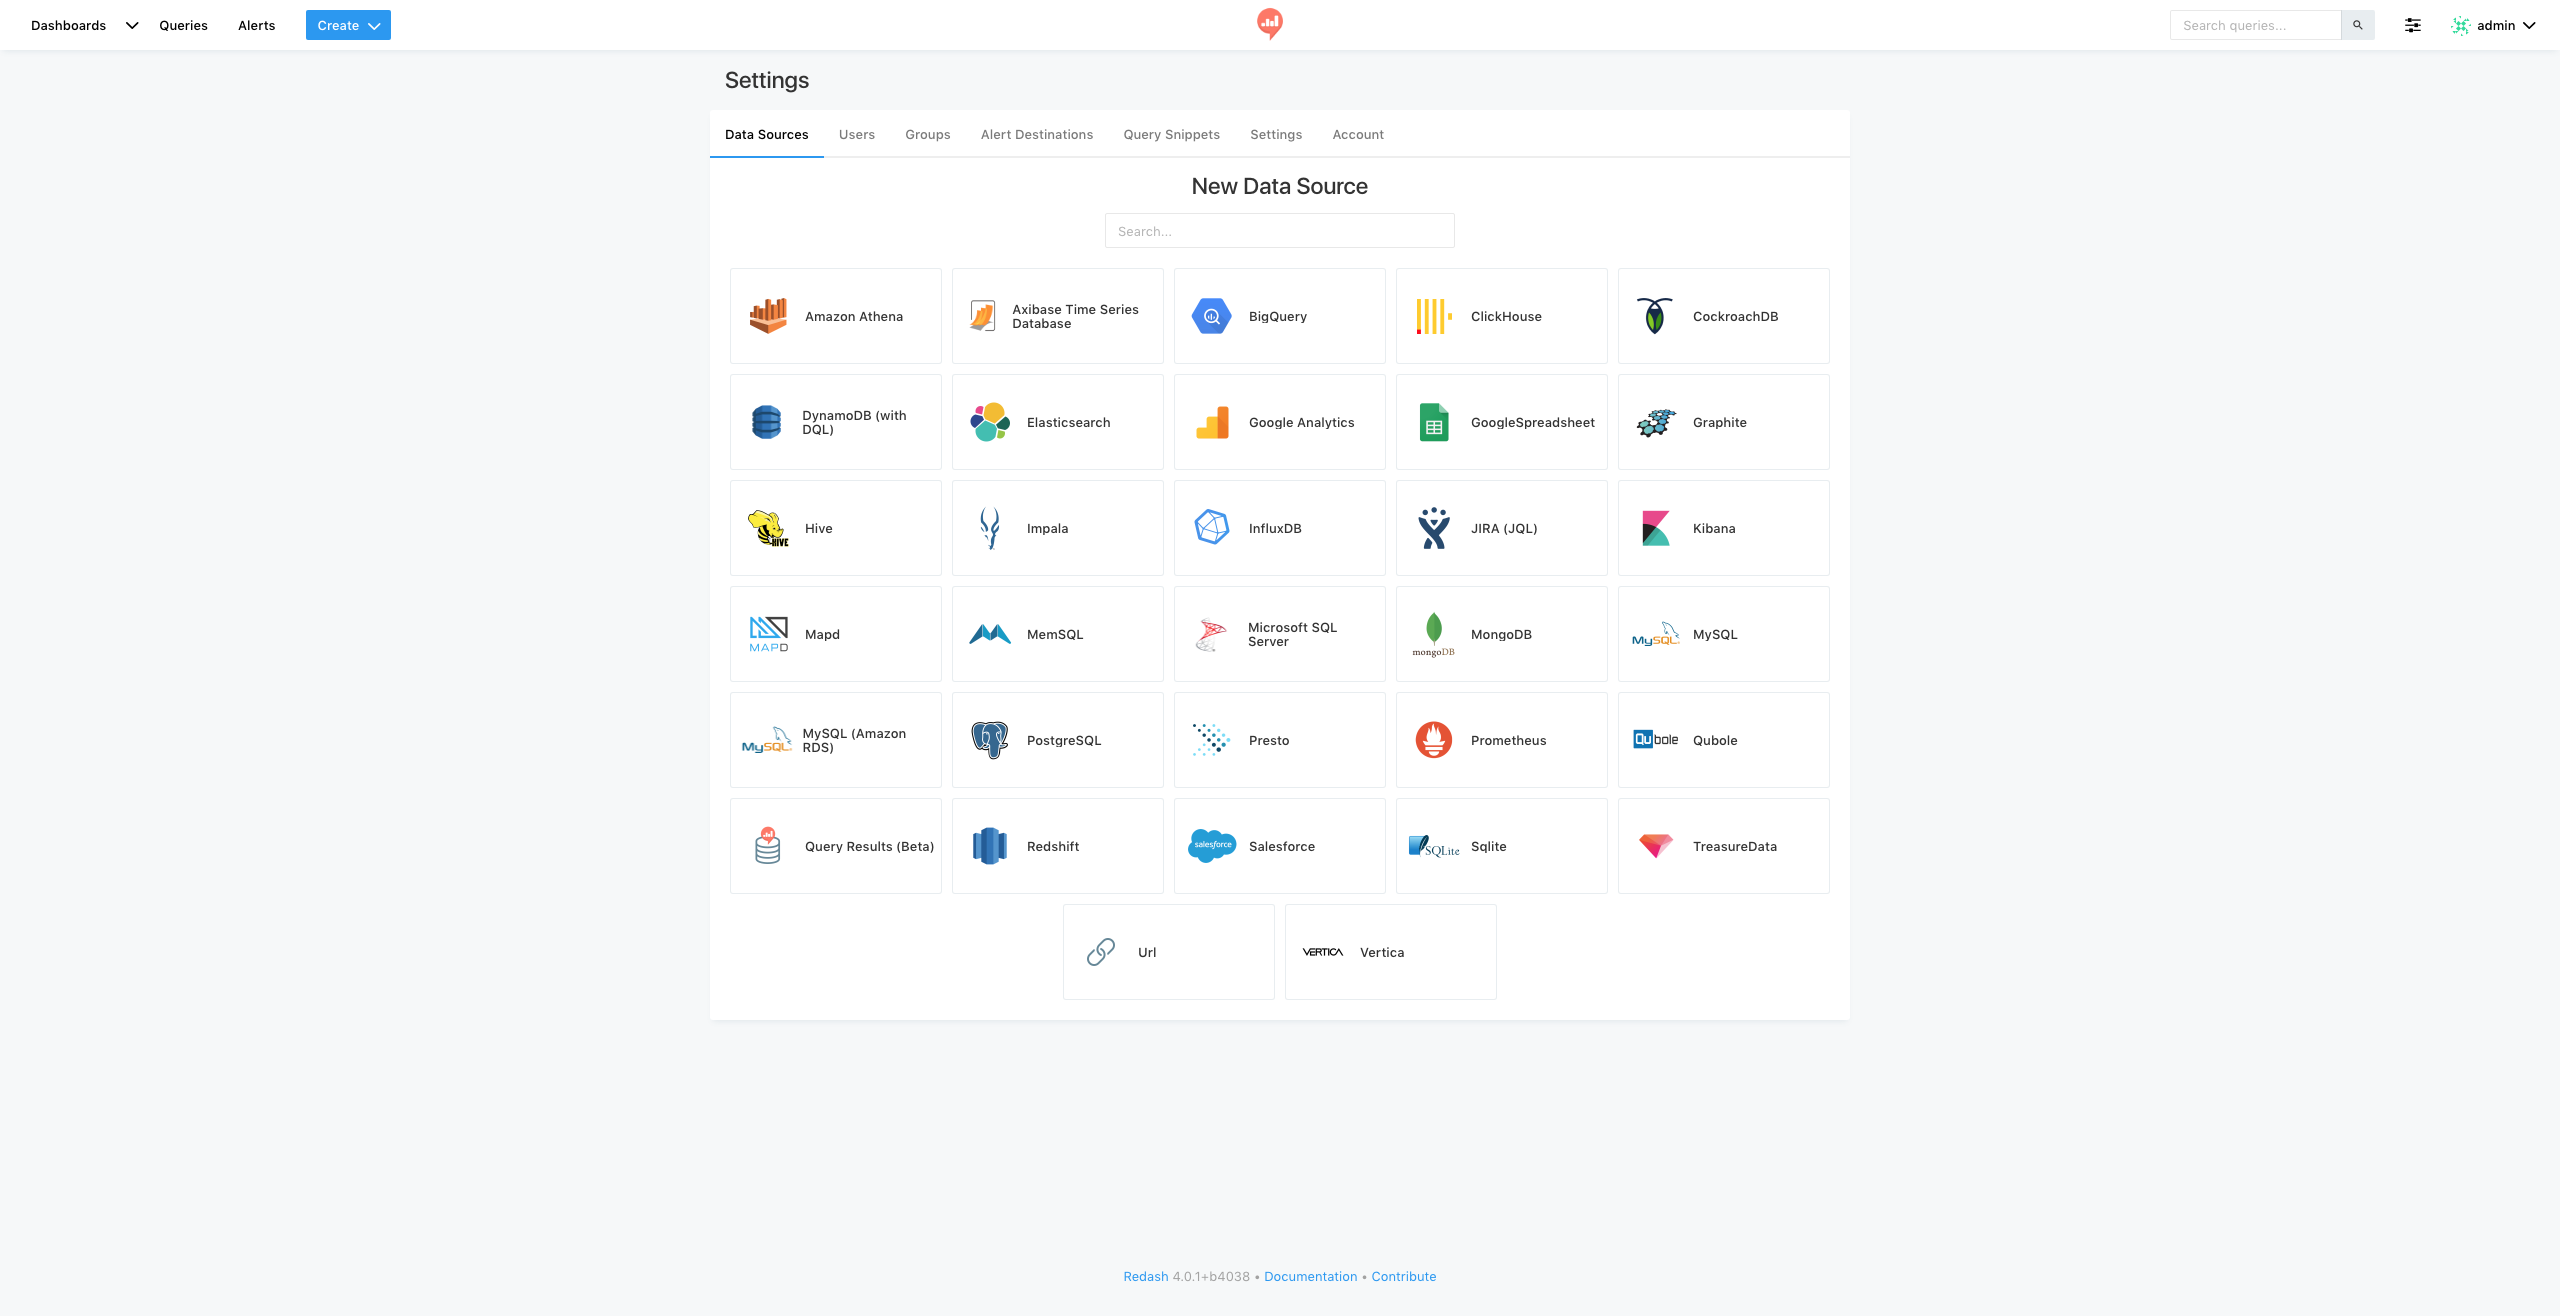 Dashboards Queries Alerts Create Search queries... admin
Settings
Data Sources Users Groups Alert Destinations Query Snippets Settings Account
New Data Source
Search...
Amazon Athena
Axibase Time Series
Database
BigQuery
ClickHouse
CockroachDB
DynamoDB (with
DQL)
Elasticsearch
Google Analytics
GoogleSpreadsheet
Graphite
HIVE
Hive
Impala
InfluxDB
JIRA (JQL)
Kibana
MAPD
Mapd
MemSQL
Microsoft SQL
Server
mongoDB
MongoDB
MySQL
MySQL
MySQL
MySQL (Amazon
RDS)
PostgreSQL
Presto
Prometheus
Qubole
Qubole
Query Results (Beta)
Redshift
salesforce
Salesforce
SQLite
Sqlite
TreasureData
Url
VERTICA
Vertica
Redash 4.0.1+b4038 • Documentation • Contribute